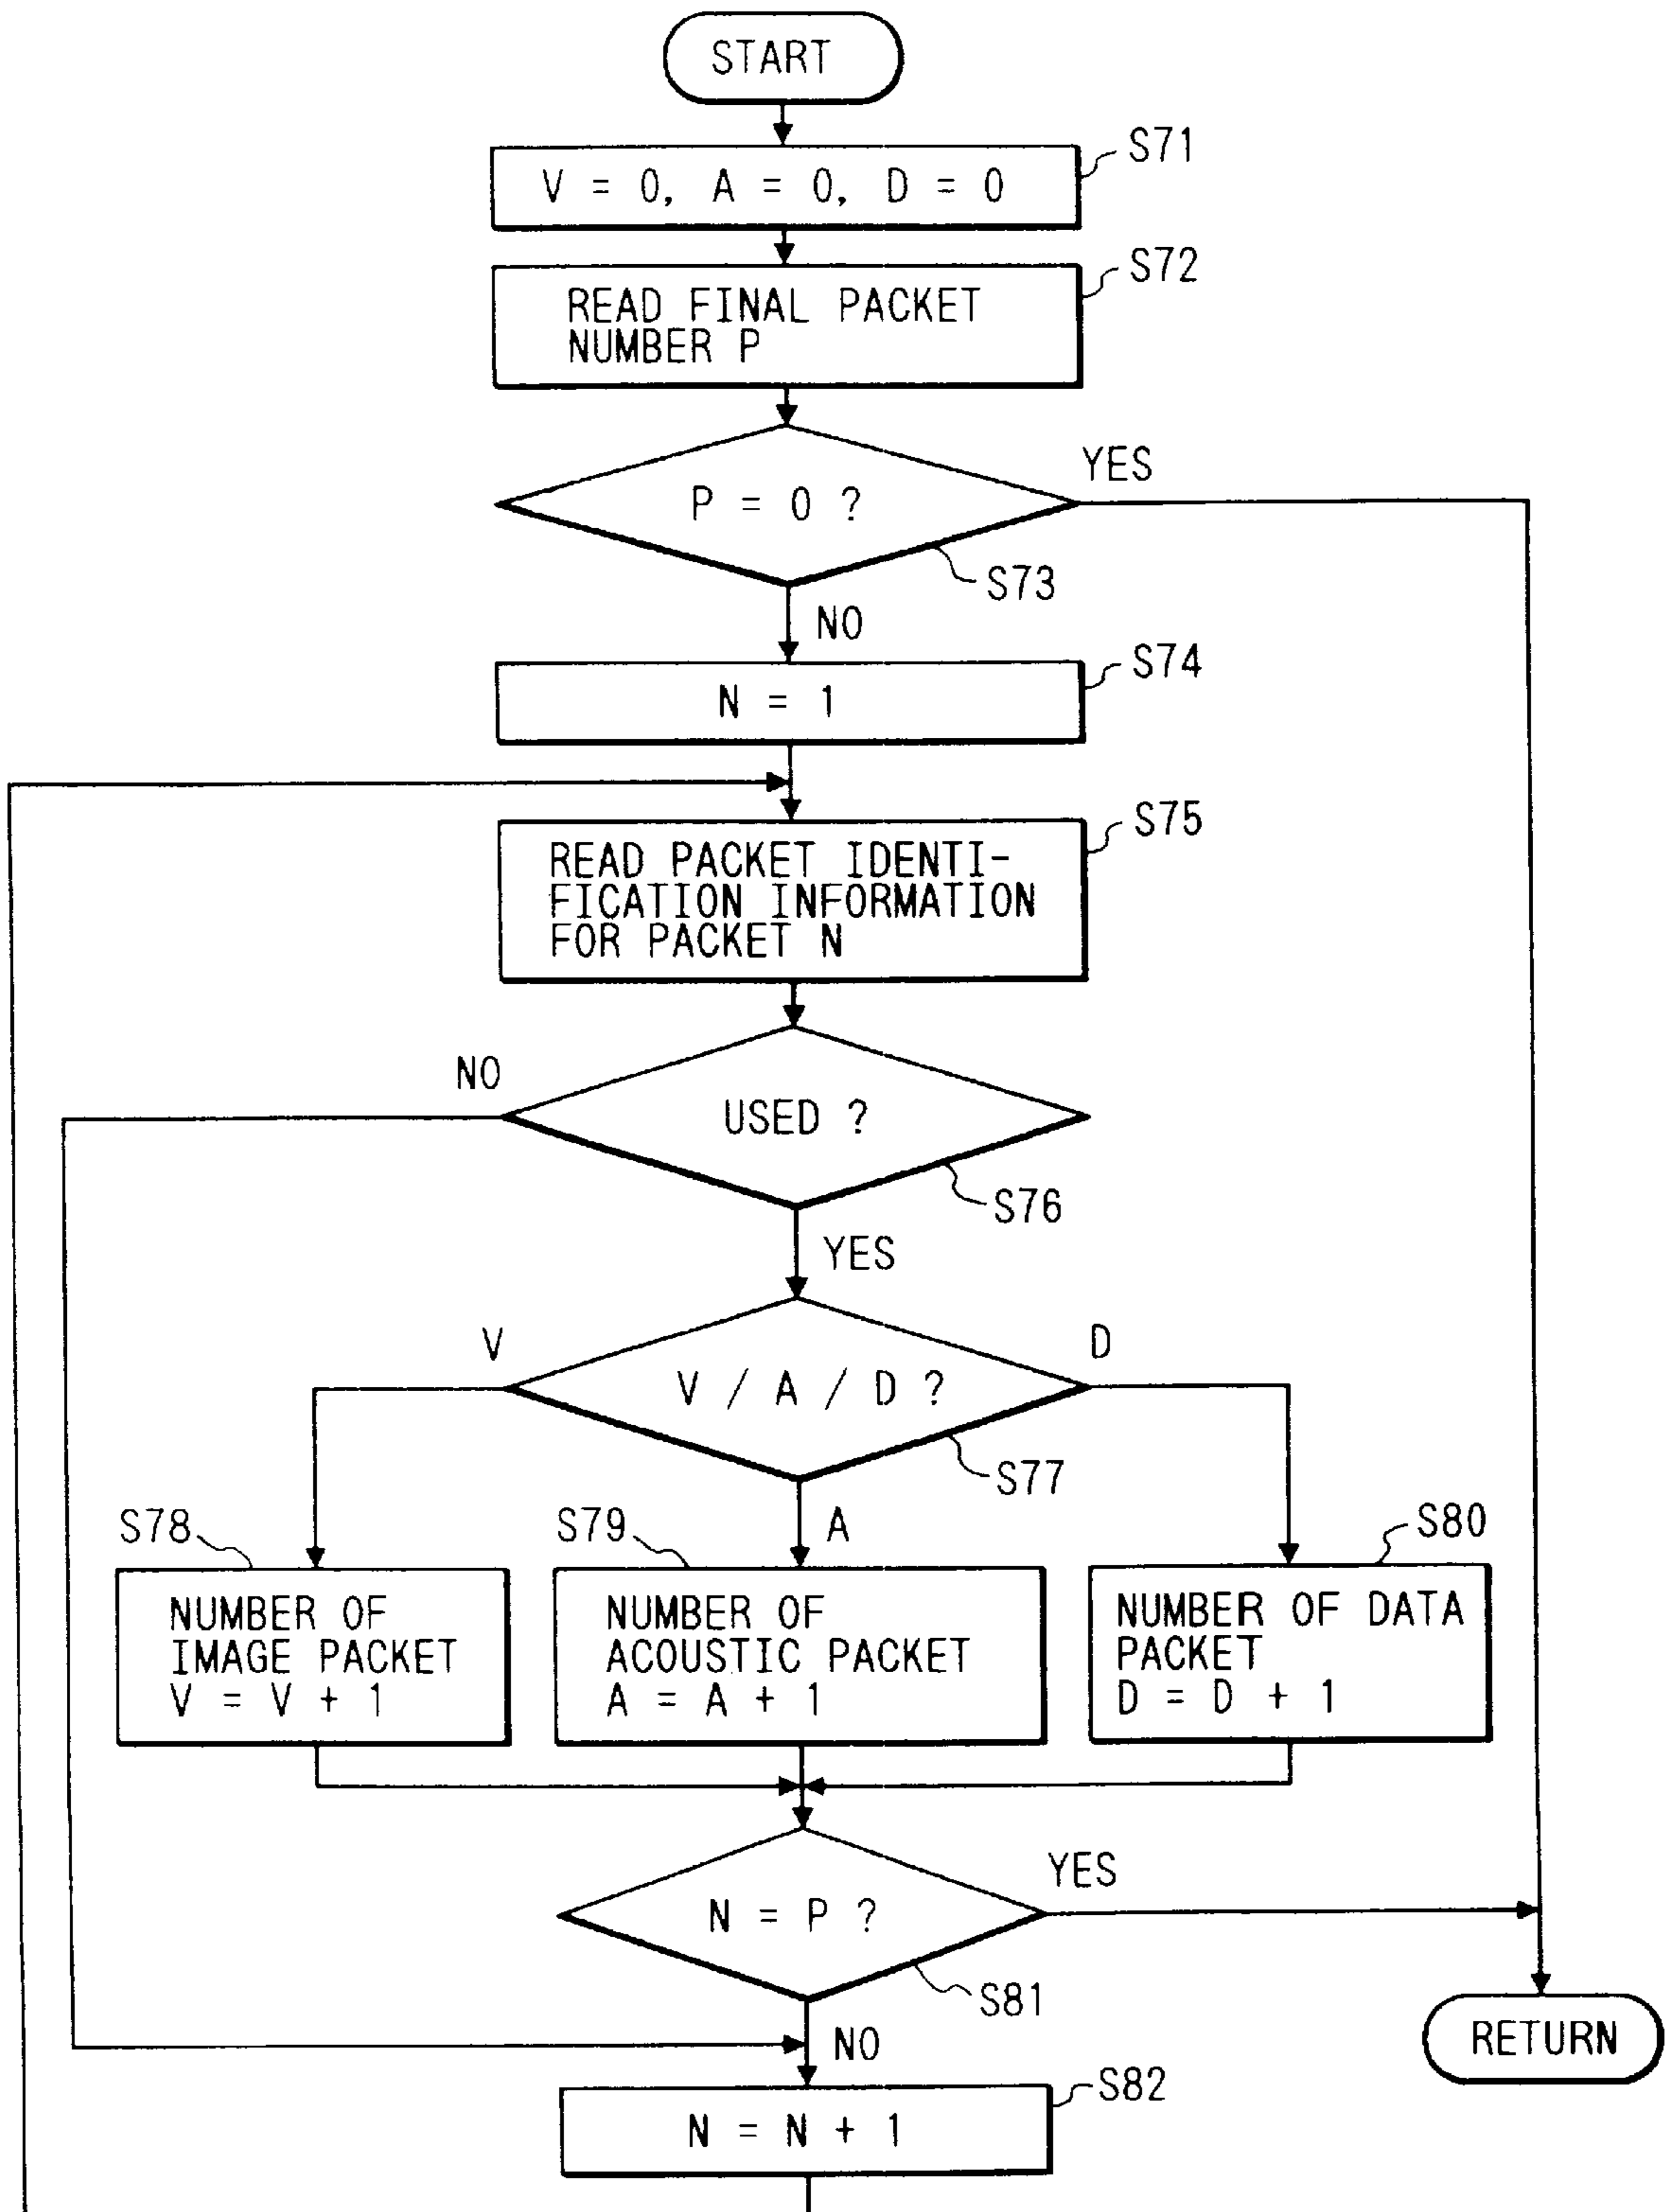 START
S71
V = 0, A = 0, D = 0
S72
READ FINAL PACKET
NUMBER P
YES
P = 0 ?
S73
NO
S74
N = 1
S75
READ PACKET IDENTI-
FICATION INFORMATION
FOR PACKET N
NO
USED ?
S76
YES
V
D
V / A / D ?
S77
S78
S79
A
S80
NUMBER OF
IMAGE PACKET
V = V + 1
NUMBER OF
ACOUSTIC PACKET
A = A + 1
NUMBER OF DATA
PACKET
D = D + 1
YES
N = P ?
S81
RETURN
NO
S82
N = N + 1